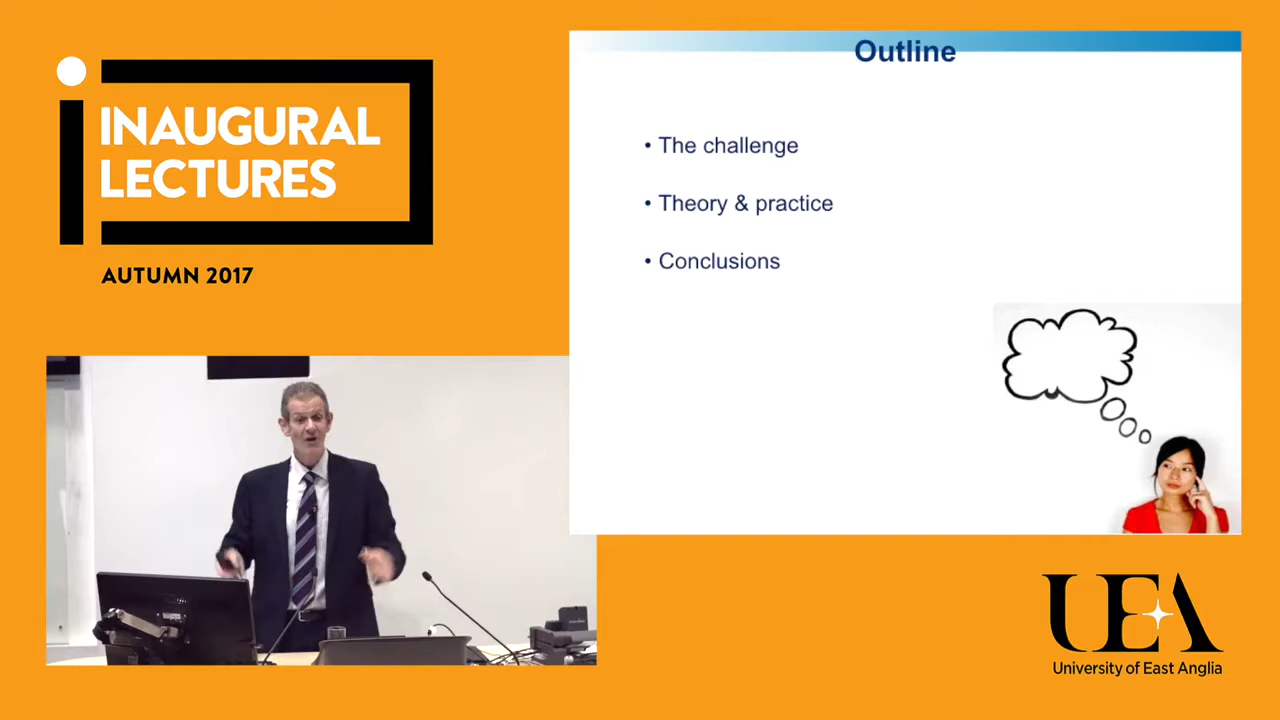 INAUGURAL
LECTURES
AUTUMN 2017
Outline
• The challenge
• Theory & practice
• Conclusions
UEA
University of East Anglia